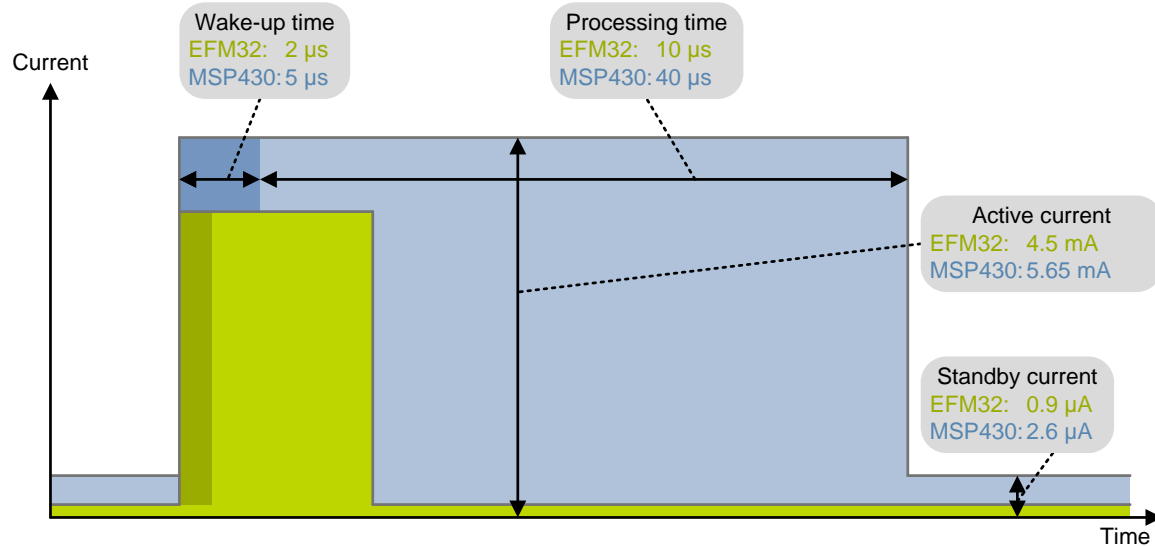 Wake-up time
EFM32: 2 µs
MSP430: 5 µs
Processing time
EFM32: 10 µs
MSP430: 40 µs
Current
Active current
EFM32: 4.5 mA
MSP430: 5.65 mA
Standby current
EFM32: 0.9 µA
MSP430: 2.6 µA
Time